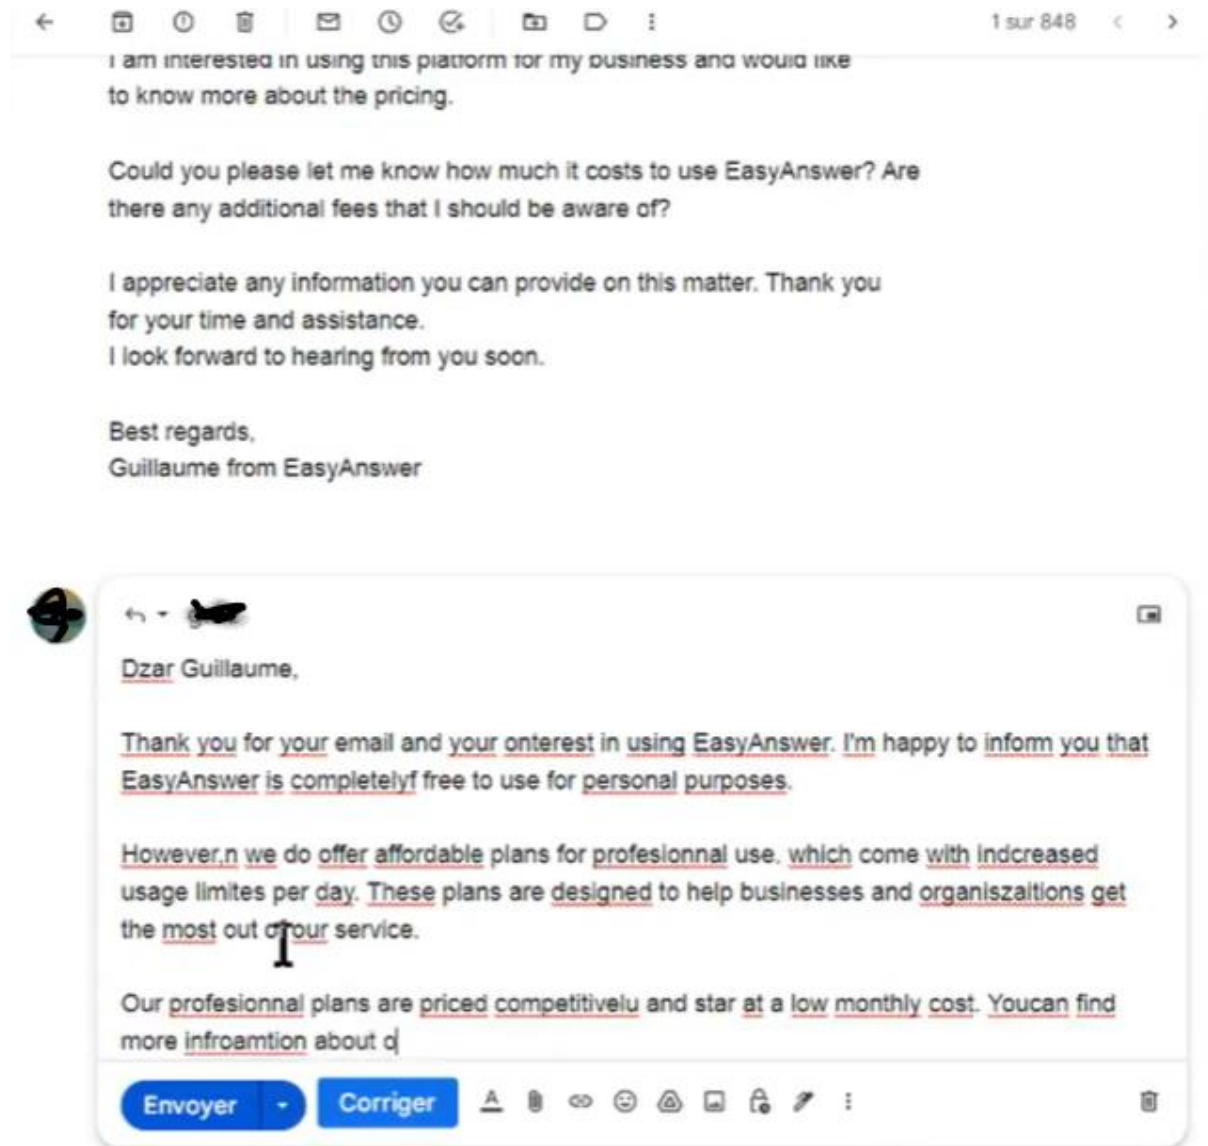 1 sur 848
I am interested in using this platform for my business and would like
to know more about the pricing.
Could you please let me know how much it costs to use EasyAnswer? Are
there any additional fees that I should be aware of?
I appreciate any information you can provide on this matter. Thank you
for your time and assistance.
I look forward to hearing from you soon.
Best regards,
Guillaume from EasyAnswer
Dzar Guillaume,
Thank you for your email and your onterest in using EasyAnswer. I'm happy to inform you that
EasyAnswer is completelyf free to use for personal purposes.
However,n we do offer affordable plans for profesionnal use. which come with indcreased
usage limites per day. These plans are designed to help businesses and organiszaitions get
the most out our service.
Our profesionnal plans are priced competitivelu and star at a low monthly cost. Youcan find
more infroamtion about o
Envoyer
Corriger